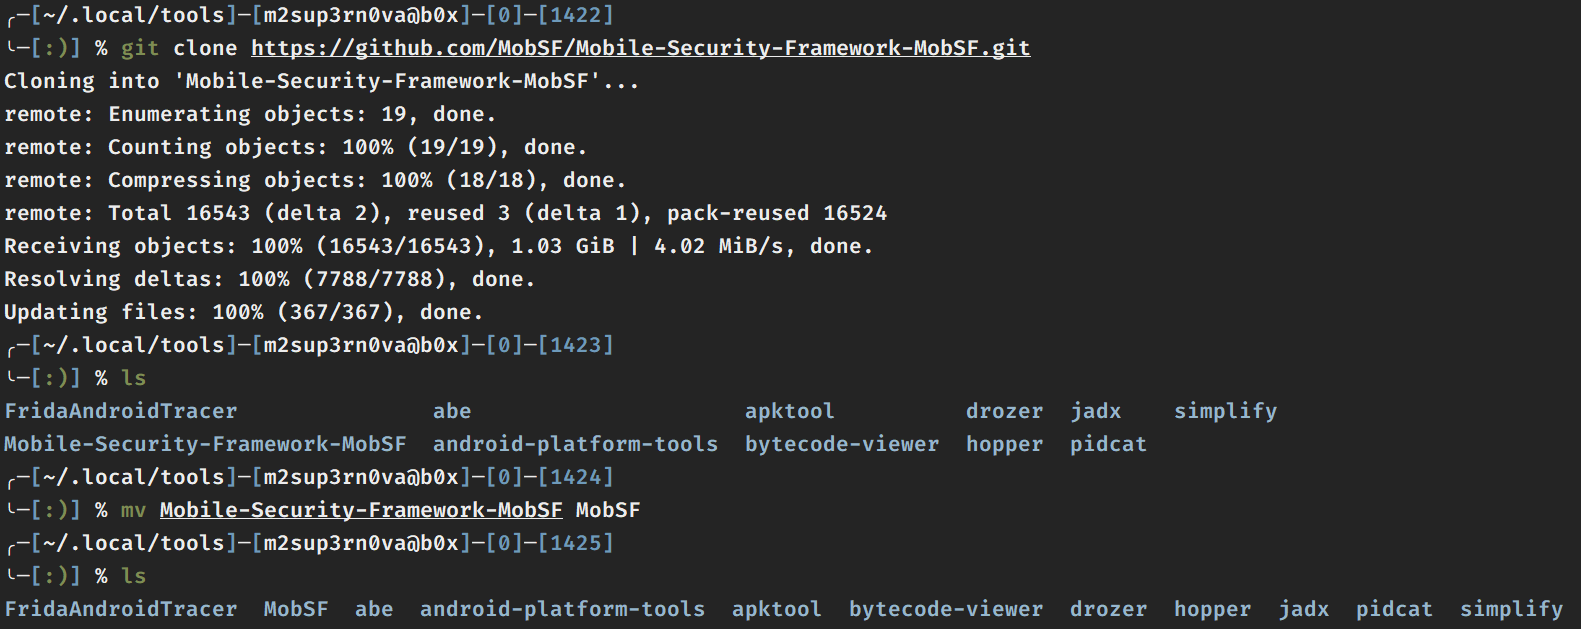 ╭─[~/.local/tools]─[m2sup3rn0va@b0x]─[0]─[1422]
╰─[:)] % git clone https://github.com/MobSF/Mobile-Security-Framework-MobSF.git
Cloning into 'Mobile-Security-Framework-MobSF'...
remote: Enumerating objects: 19, done.
remote: Counting objects: 100% (19/19), done.
remote: Compressing objects: 100% (18/18), done.
remote: Total 16543 (delta 2), reused 3 (delta 1), pack-reused 16524
Receiving objects: 100% (16543/16543), 1.03 GiB | 4.02 MiB/s, done.
Resolving deltas: 100% (7788/7788), done.
Updating files: 100% (367/367), done.
╭─[~/.local/tools]─[m2sup3rn0va@b0x]─[0]─[1423]
╰─[:)] % ls
FridaAndroidTracer               abe                     apktool          drozer  jadx    simplify
Mobile-Security-Framework-MobSF  android-platform-tools  bytecode-viewer  hopper  pidcat
╭─[~/.local/tools]─[m2sup3rn0va@b0x]─[0]─[1424]
╰─[:)] % mv Mobile-Security-Framework-MobSF MobSF
╭─[~/.local/tools]─[m2sup3rn0va@b0x]─[0]─[1425]
╰─[:)] % ls
FridaAndroidTracer  MobSF  abe  android-platform-tools  apktool  bytecode-viewer  drozer  hopper  jadx  pidcat  simplify